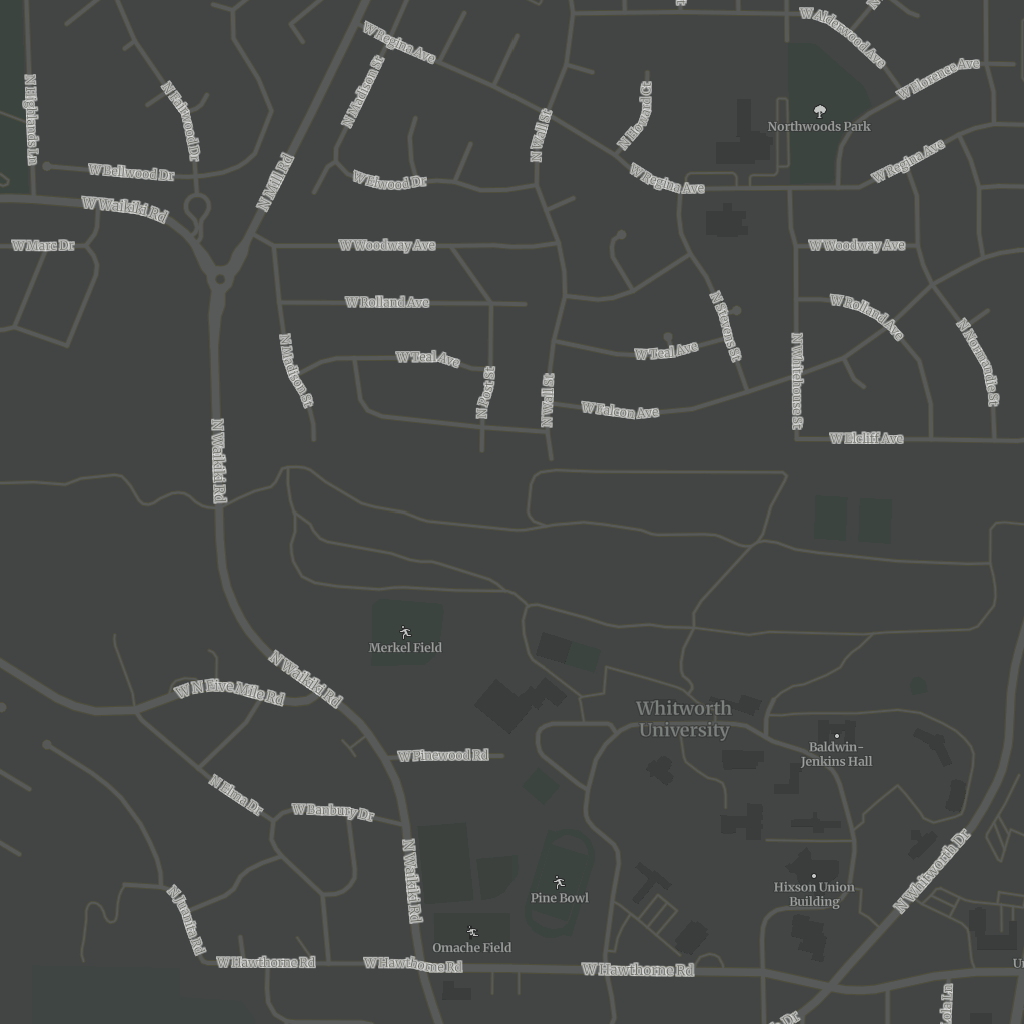 W Alderwood Ave
W Regina Ave
W Florence Ave
N Highlands Ln
N Fairwood Dr
N Madison St
N Howard Ct
Northwoods Park
N Wall St
W Regina Ave
W Bellwood Dr
N Mill Rd
W Elwood Dr
W Regina Ave
W Waikiki Rd
W Marc Dr
W Woodway Ave
W Woodway Ave
W Rolland Ave
W Rolland Ave
N Stevens St
N Madison St
W Teal Ave
W Teal Ave
N Whitehouse St
N Normandie St
N Post St
N Wall St
W Falcon Ave
W Elcliff Ave
N Waikiki Rd
Merkel Field
N Waikiki Rd
W N Five Mile Rd
Whitworth
University
Baldwin-
Jenkins Hall
W Pinewood Rd
N Elma Dr
W Banbury Dr
N Waikiki Rd
N Whitworth Dr
Pine Bowl
Hixson Union
Building
N Juanita Rd
Omache Field
W Hawthorne Rd
W Hawthorne Rd
W Hawthorne Rd